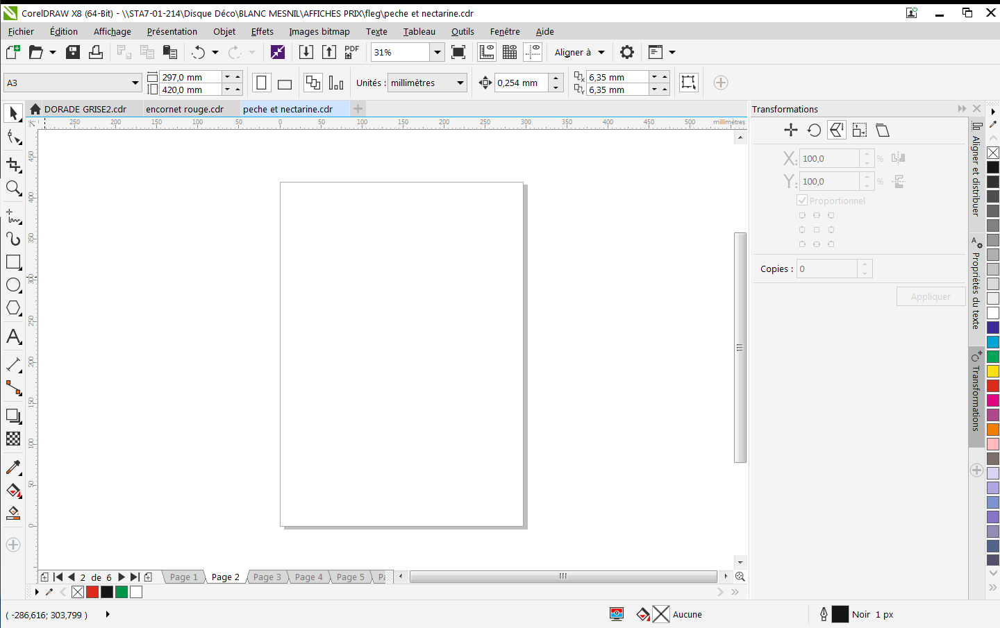 CorelDRAW X8 (64-Bit) - \\STA7-01-214\Disque Déco\BLANC MESNIL\AFFICHES PRIX\fleg\peche et nectarine.cdr
Fichier Édition Affichage Présentation Objet Effets Images bitmap Texte Tableau Outils Fenêtre Aide
PDF 31% Aligner à
A3 297,0 mm 420,0 mm Unités : millimètres 0,254 mm 6,35 mm 6,35 mm
DORADE GRISE2.cdr encornet rouge.cdr peche et nectarine.cdr
250 200 150 100 50 0 50 100 150 200 250 300 350 400 450 500 millimètres
450
400
350
300
250
200
150
100
50
0
Transformations
X: 100,0 %
Y: 100,0 %
Proportionnel
Copies : 0
Appliquer
Aligner et distribuer
Propriétés du texte
Transformations
2 de 6 Page 1 Page 2 Page 3 Page 4 Page 5
( -286,616; 303,799 ) Aucune Noir 1 px